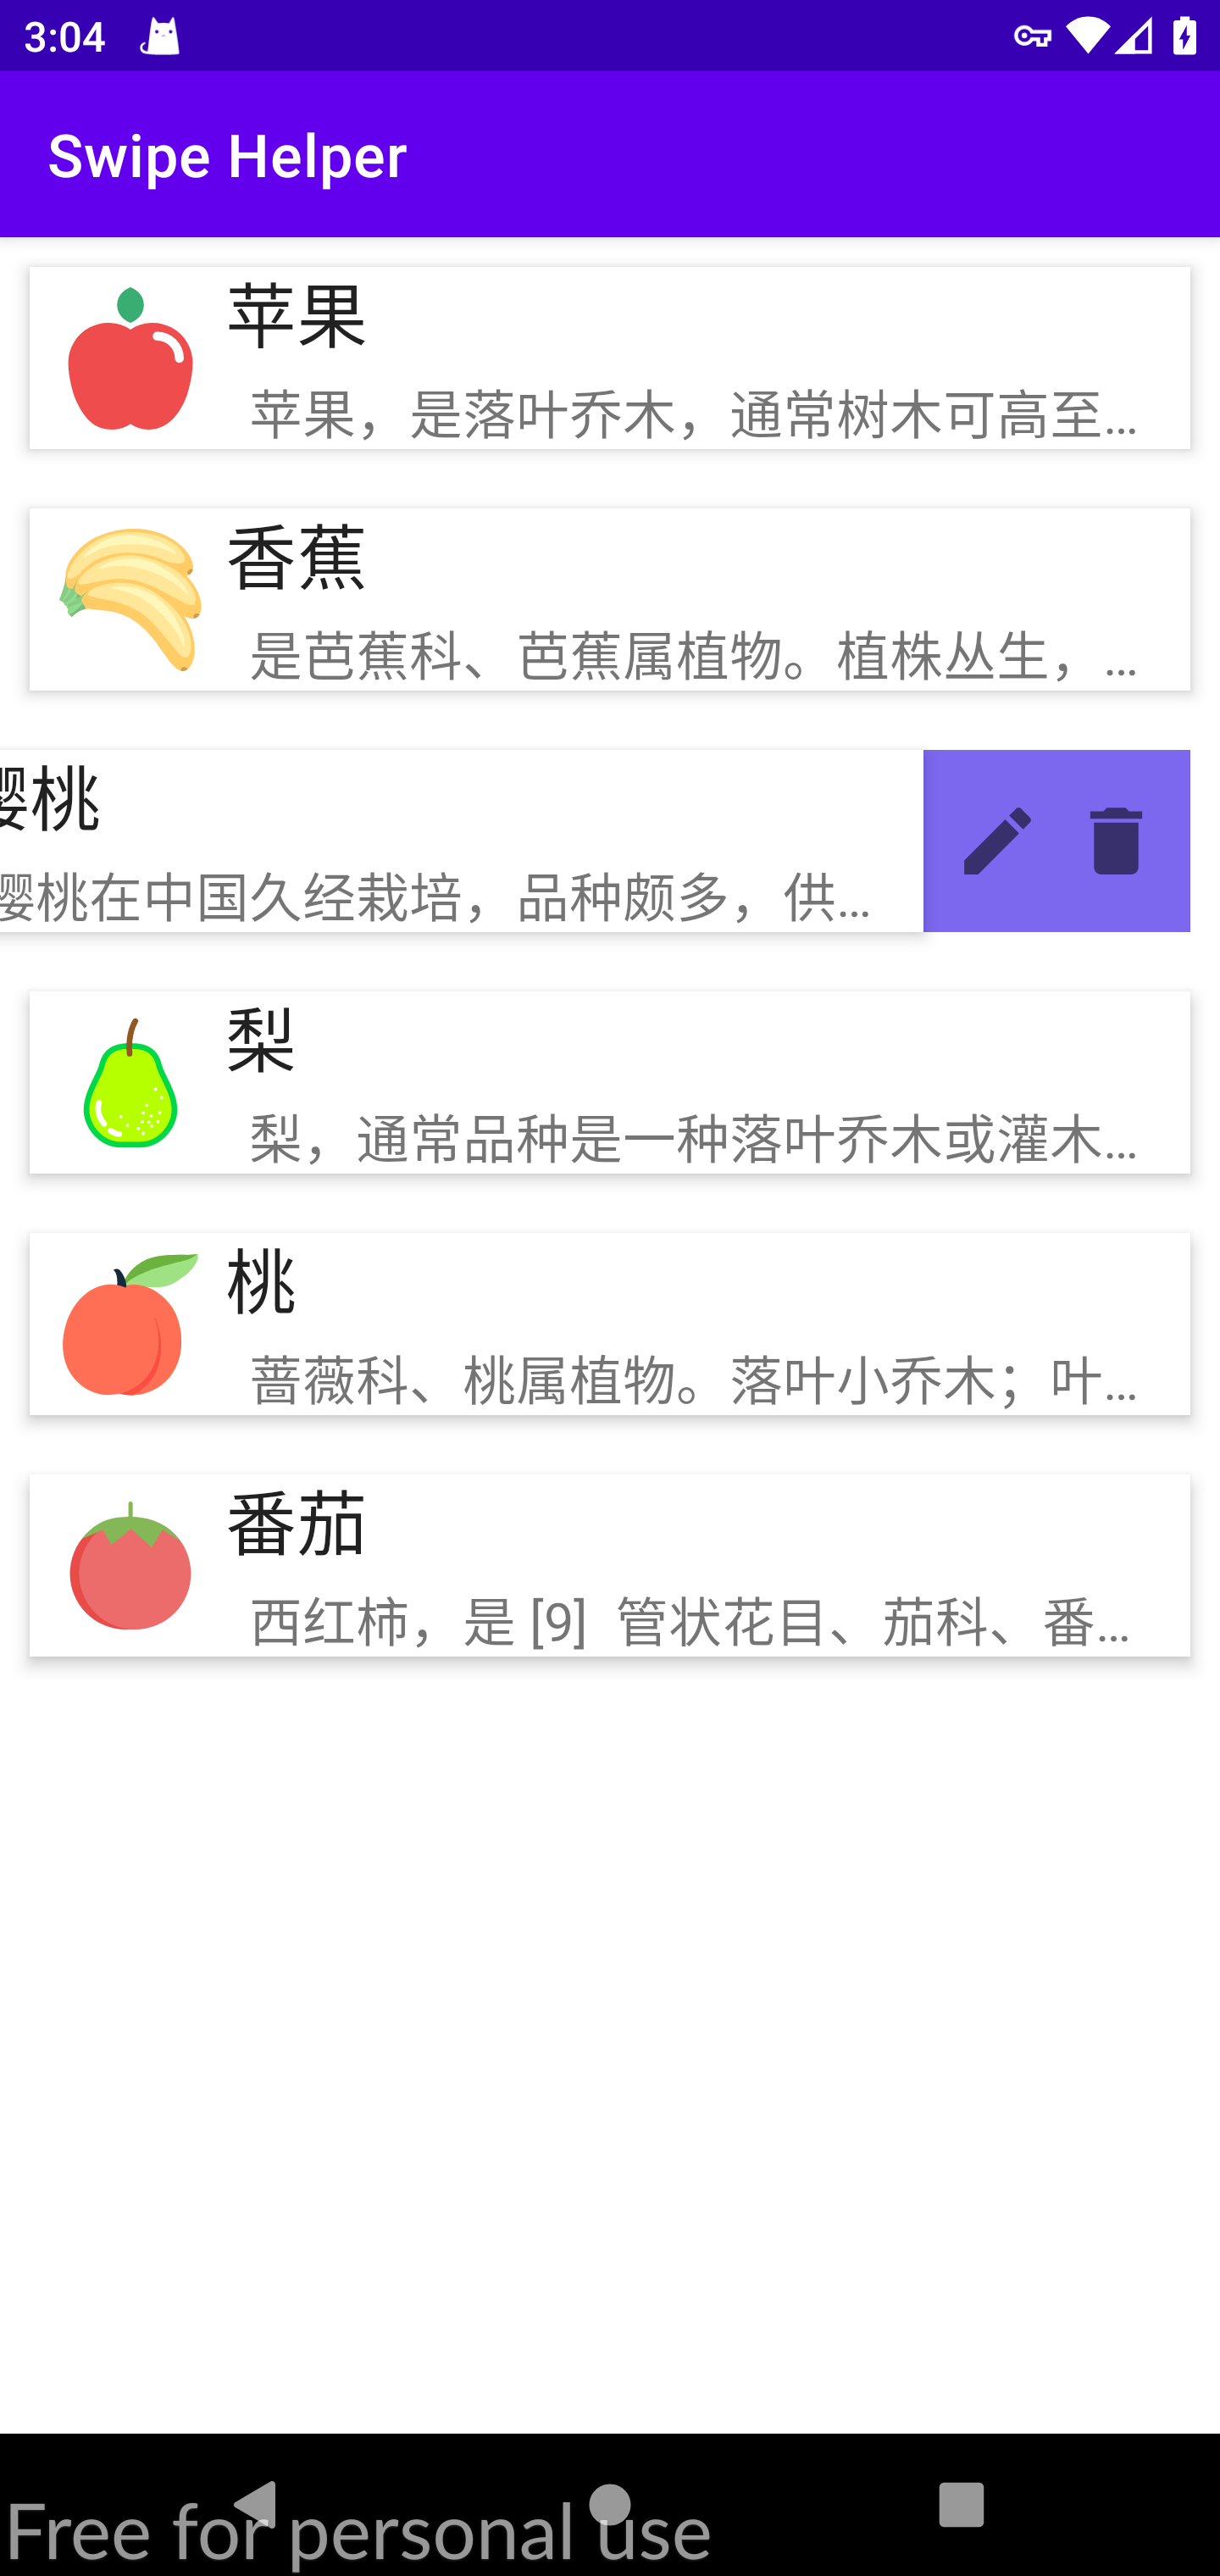 3:04
Swipe Helper
苹果
苹果，是落叶乔木，通常树木可高至...
香蕉
是芭蕉科、芭蕉属植物。植株丛生，...
樱桃
樱桃在中国久经栽培，品种颇多，供...
梨
梨，通常品种是一种落叶乔木或灌木...
桃
蔷薇科、桃属植物。落叶小乔木；叶...
番茄
西红柿，是 [9]  管状花目、茄科、番...
Free for personal use